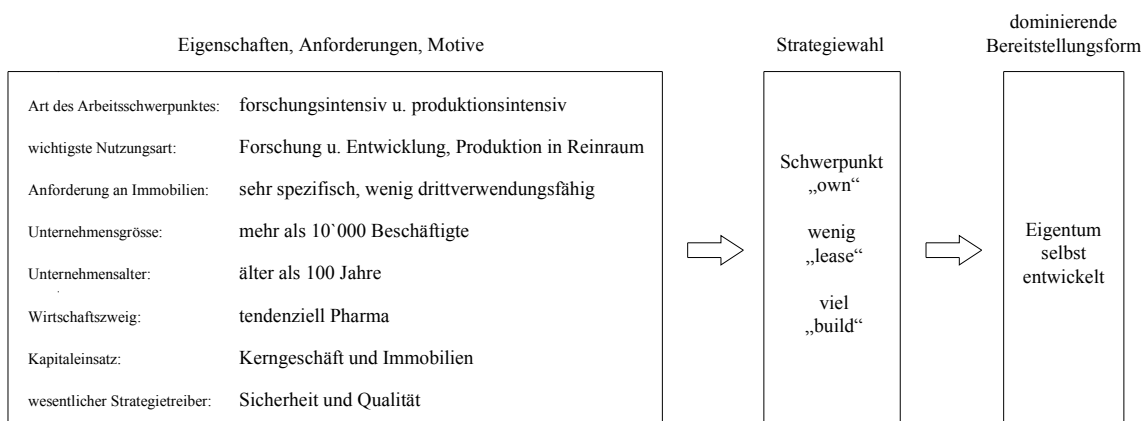 Eigenschaften, Anforderungen, Motive
Strategiewahl
dominierende
Bereitstellungsform
Art des Arbeitsschwerpunktes: forschungsintensiv u. produktionsintensiv
wichtigste Nutzungsart: Forschung u. Entwicklung, Produktion in Reinraum
Anforderung an Immobilien: sehr spezifisch, wenig drittverwendungsfähig
Unternehmensgrösse: mehr als 10`000 Beschäftigte
Unternehmensalter: älter als 100 Jahre
Wirtschaftszweig: tendenziell Pharma
Kapitaleinsatz: Kerngeschäft und Immobilien
wesentlicher Strategietreiber: Sicherheit und Qualität
Schwerpunkt
„own“
wenig
„lease“
viel
„build“
Eigentum
selbst
entwickelt